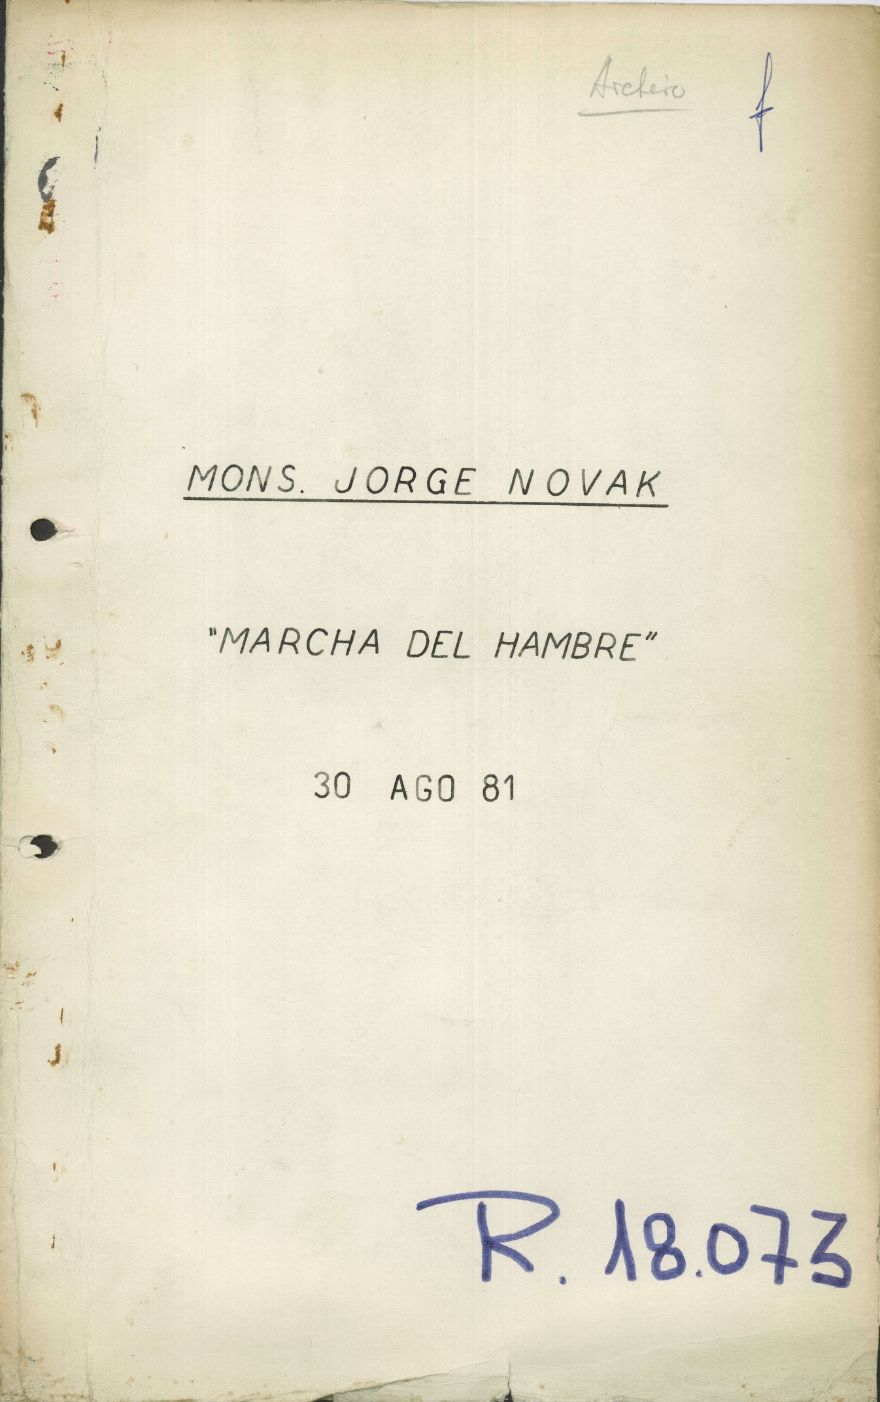 Archivo
MONS. JORGE NOVAK
"MARCHA DEL HAMBRE"
30 AGO 81
R. 18.073